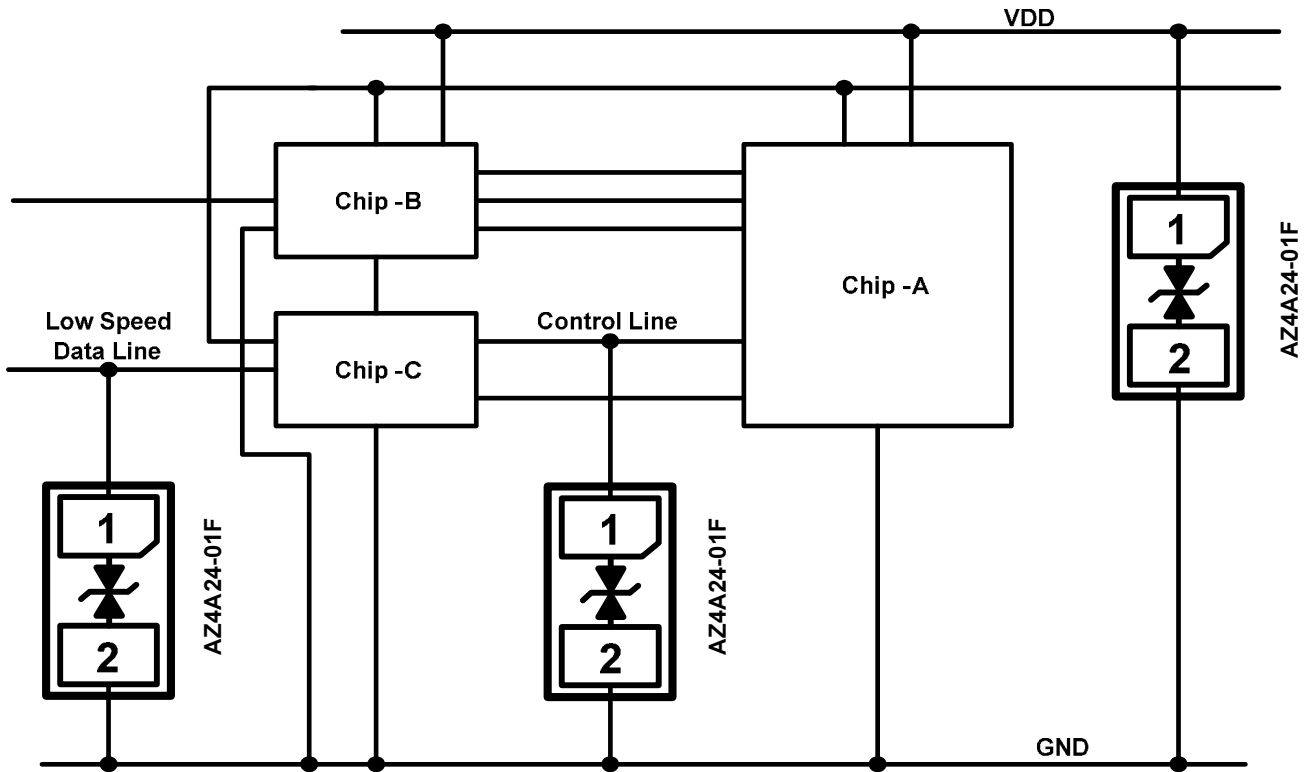 VDD
Chip -B
Chip -A
1
2
AZ4A24-01F
Low Speed
Data Line
Control Line
Chip -C
1
2
AZ4A24-01F
1
2
AZ4A24-01F
GND